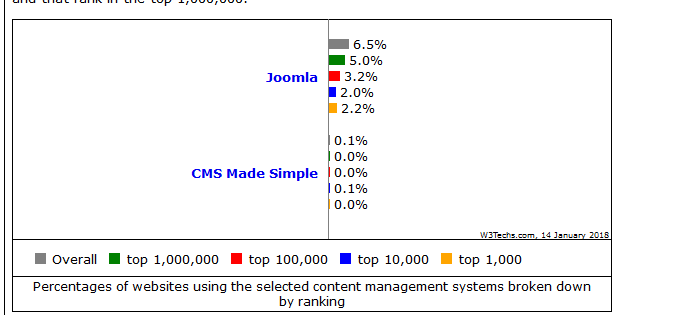 and that rank in the top 1,000,000.
6.5%
5.0%
Joomla 3.2%
2.0%
2.2%
0.1%
0.0%
CMS Made Simple 0.0%
0.1%
0.0%
W3Techs.com, 14 January 2018
Overall top 1,000,000 top 100,000 top 10,000 top 1,000
Percentages of websites using the selected content management systems broken down
by ranking